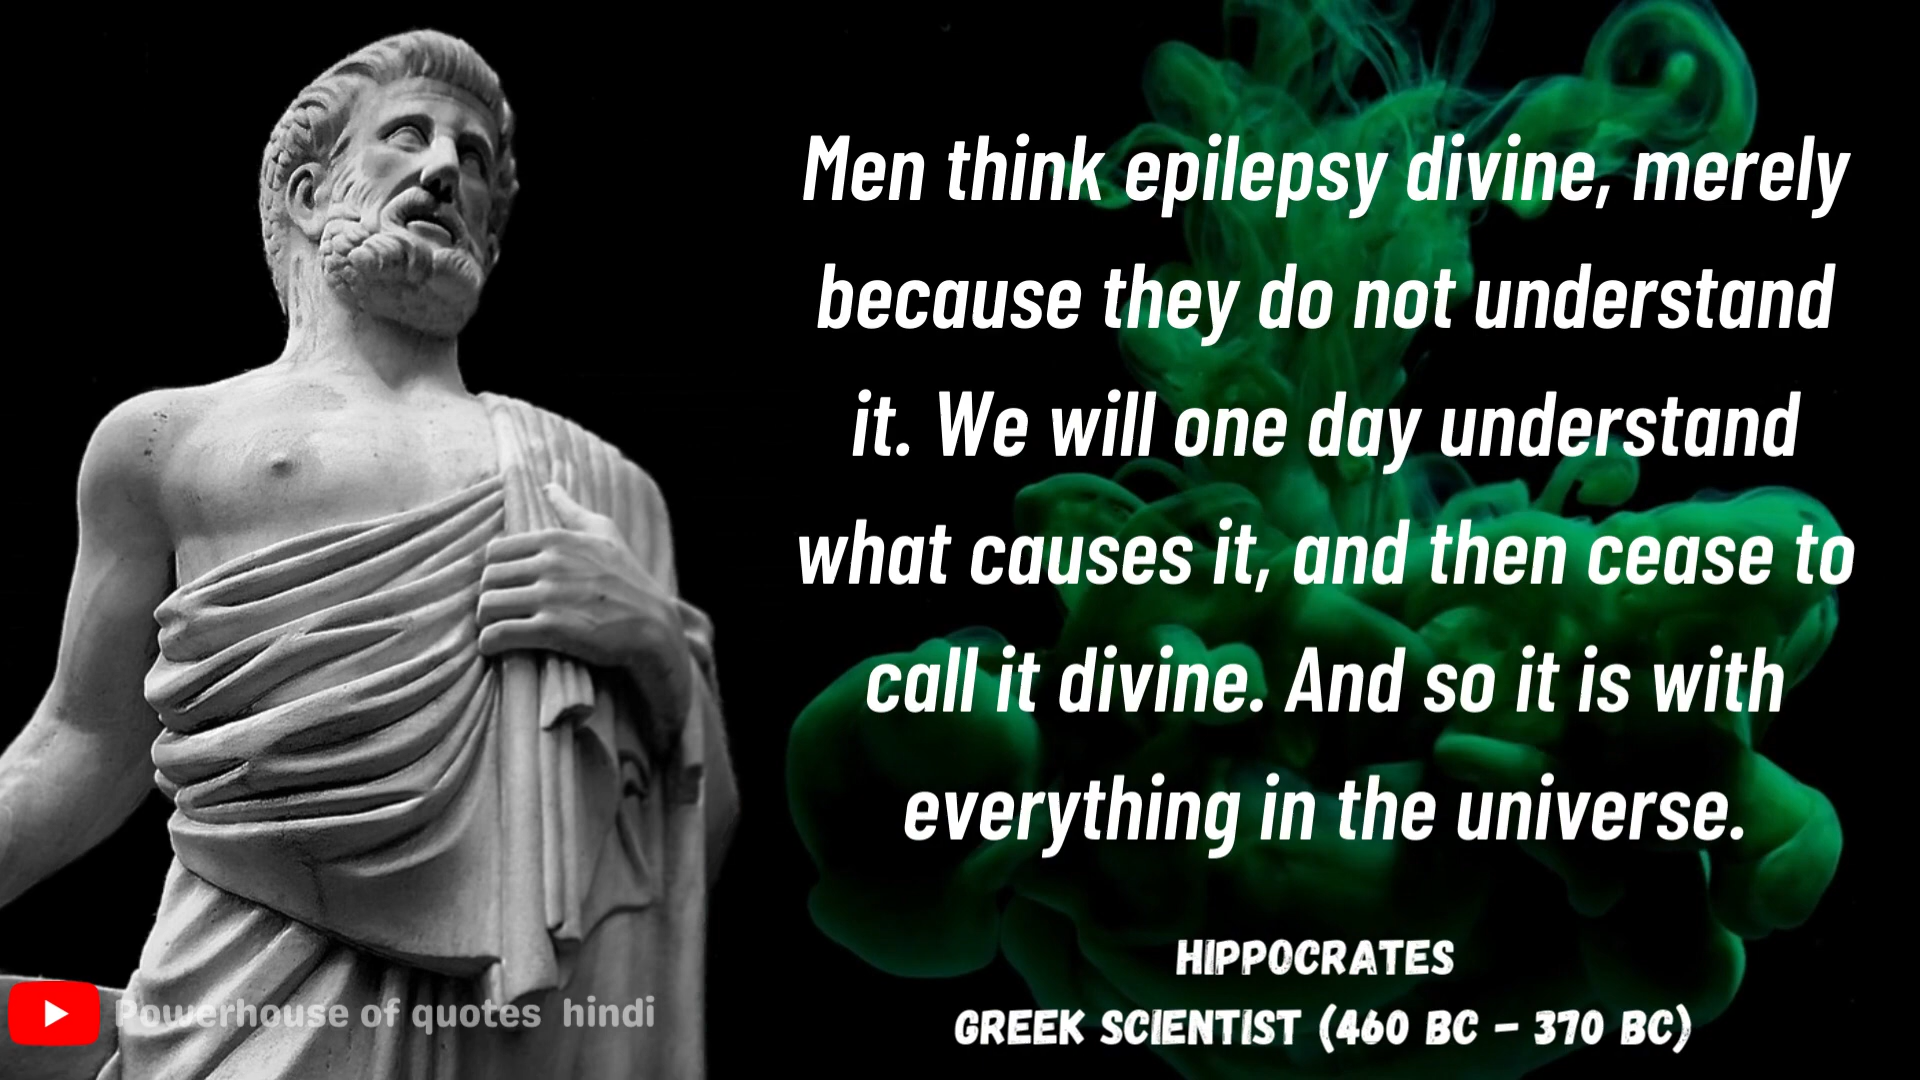 Men think epilepsy divine, merely
because they do not understand
it. We will one day understand
what causes it, and then cease to
call it divine. And so it is with
everything in the universe.
HIPPOCRATES
GREEK SCIENTIST (460 BC – 370 BC)
Powerhouse of quotes hindi